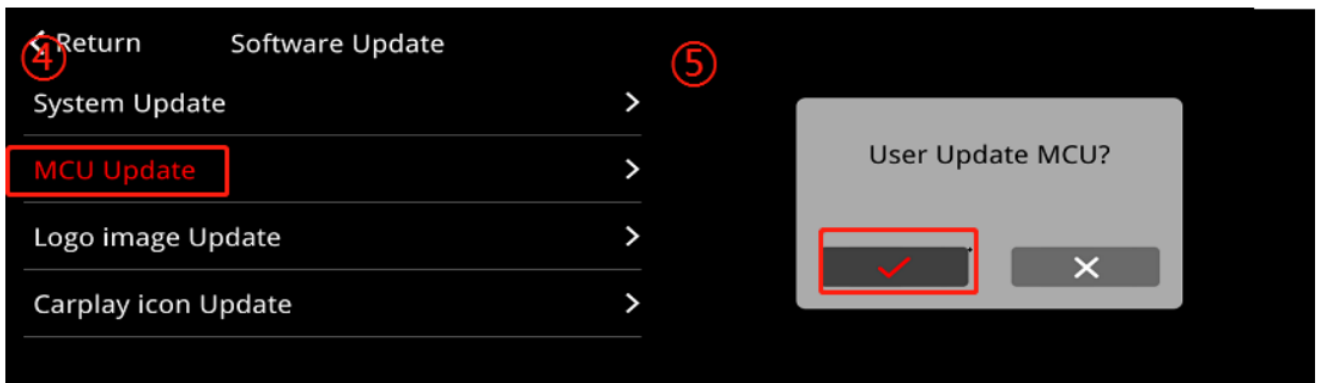 ④
Return Software Update
System Update
MCU Update
Logo image Update
Carplay icon Update
⑤
User Update MCU?